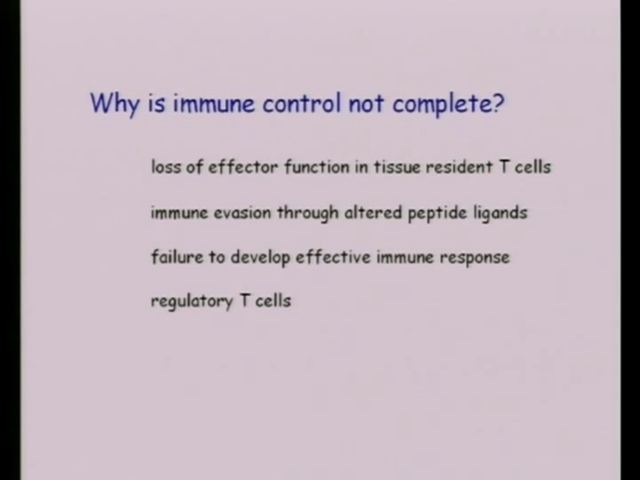 Why is immune control not complete?
loss of effector function in tissue resident T cells
immune evasion through altered peptide ligands
failure to develop effective immune response
regulatory T cells